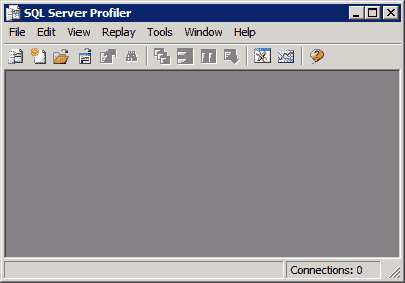 SQL Server Profiler
File Edit View Replay Tools Window Help
Connections: 0